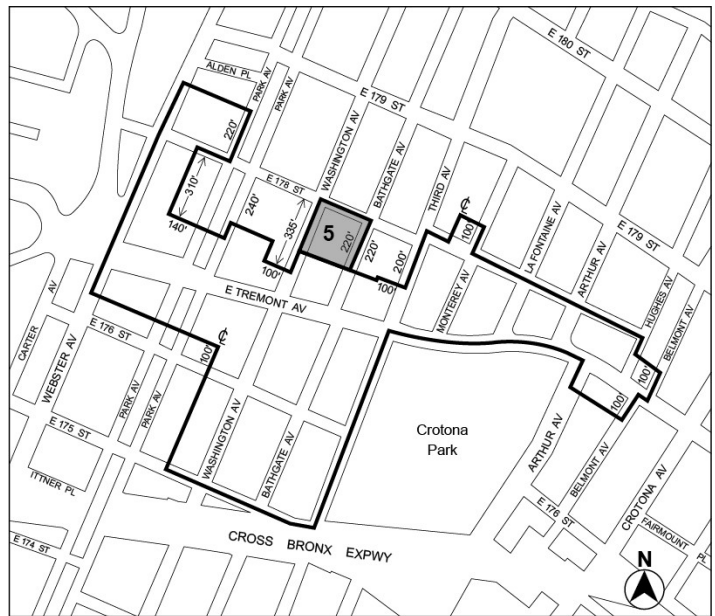 E 180 ST
ALDEN PL
PARK AV
PARK AV
E 179 ST
220'
WASHINGTON AV
BATHGATE AV
THIRD AV
E 178 ST
310'
240'
335'
5
220'
220'
200'
℄
100'
LA FONTAINE AV
ARTHUR AV
E 179 ST
HUGHES AV
BELMONT AV
140'
100'
100'
E TREMONT AV
MONTEREY AV
CARTER AV
E 176 ST
WEBSTER AV
℄
100'
100'
100'
PARK AV
PARK AV
WASHINGTON AV
BATHGATE AV
Crotona
Park
ARTHUR AV
BELMONT AV
CROTONA AV
E 175 ST
ITTNER PL
E 176 ST
FAIRMOUNT PL
E 174 ST
CROSS BRONX EXPWY
N